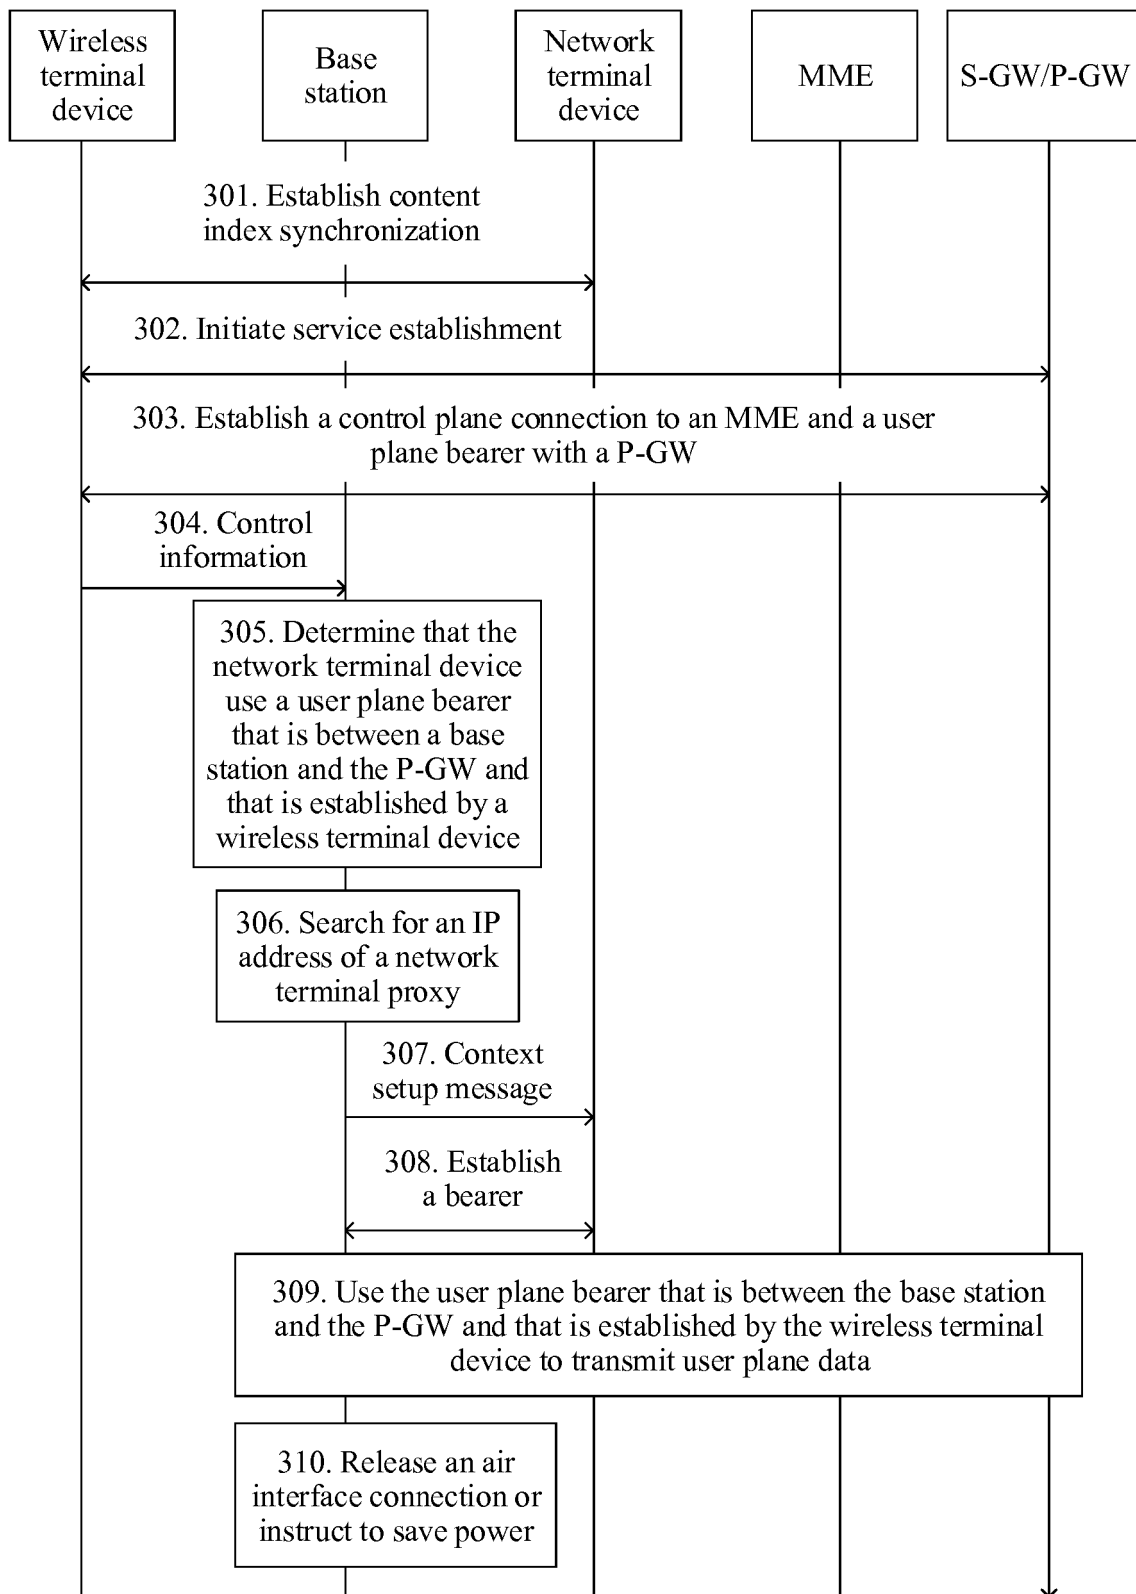 Wireless
terminal
device
Base
station
Network
terminal
device
MME
S-GW/P-GW
301. Establish content
index synchronization
302. Initiate service establishment
303. Establish a control plane connection to an MME and a user
plane bearer with a P-GW
304. Control
information
305. Determine that the
network terminal device
use a user plane bearer
that is between a base
station and the P-GW and
that is established by a
wireless terminal device
306. Search for an IP
address of a network
terminal proxy
307. Context
setup message
308. Establish
a bearer
309. Use the user plane bearer that is between the base station
and the P-GW and that is established by the wireless terminal
device to transmit user plane data
310. Release an air
interface connection or
instruct to save power